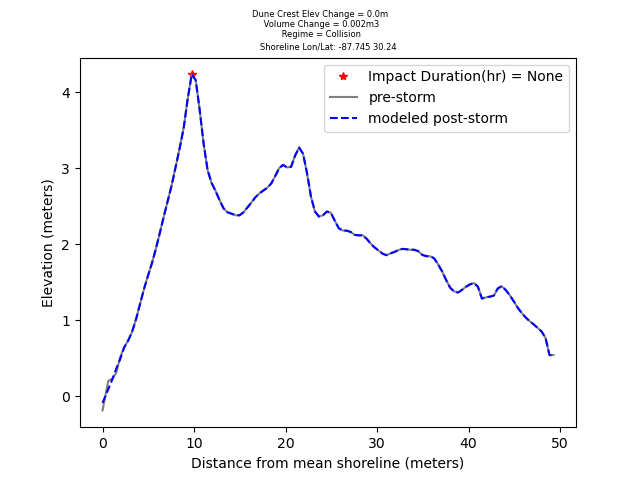 Dune Crest Elev Change = 0.0m
Volume Change = 0.002m3
Regime = Collision
Shoreline Lon/Lat: -87.745 30.24
Impact Duration(hr) = None
pre-storm
modeled post-storm
Elevation (meters)
4
3
2
1
0
0 10 20 30 40 50
Distance from mean shoreline (meters)